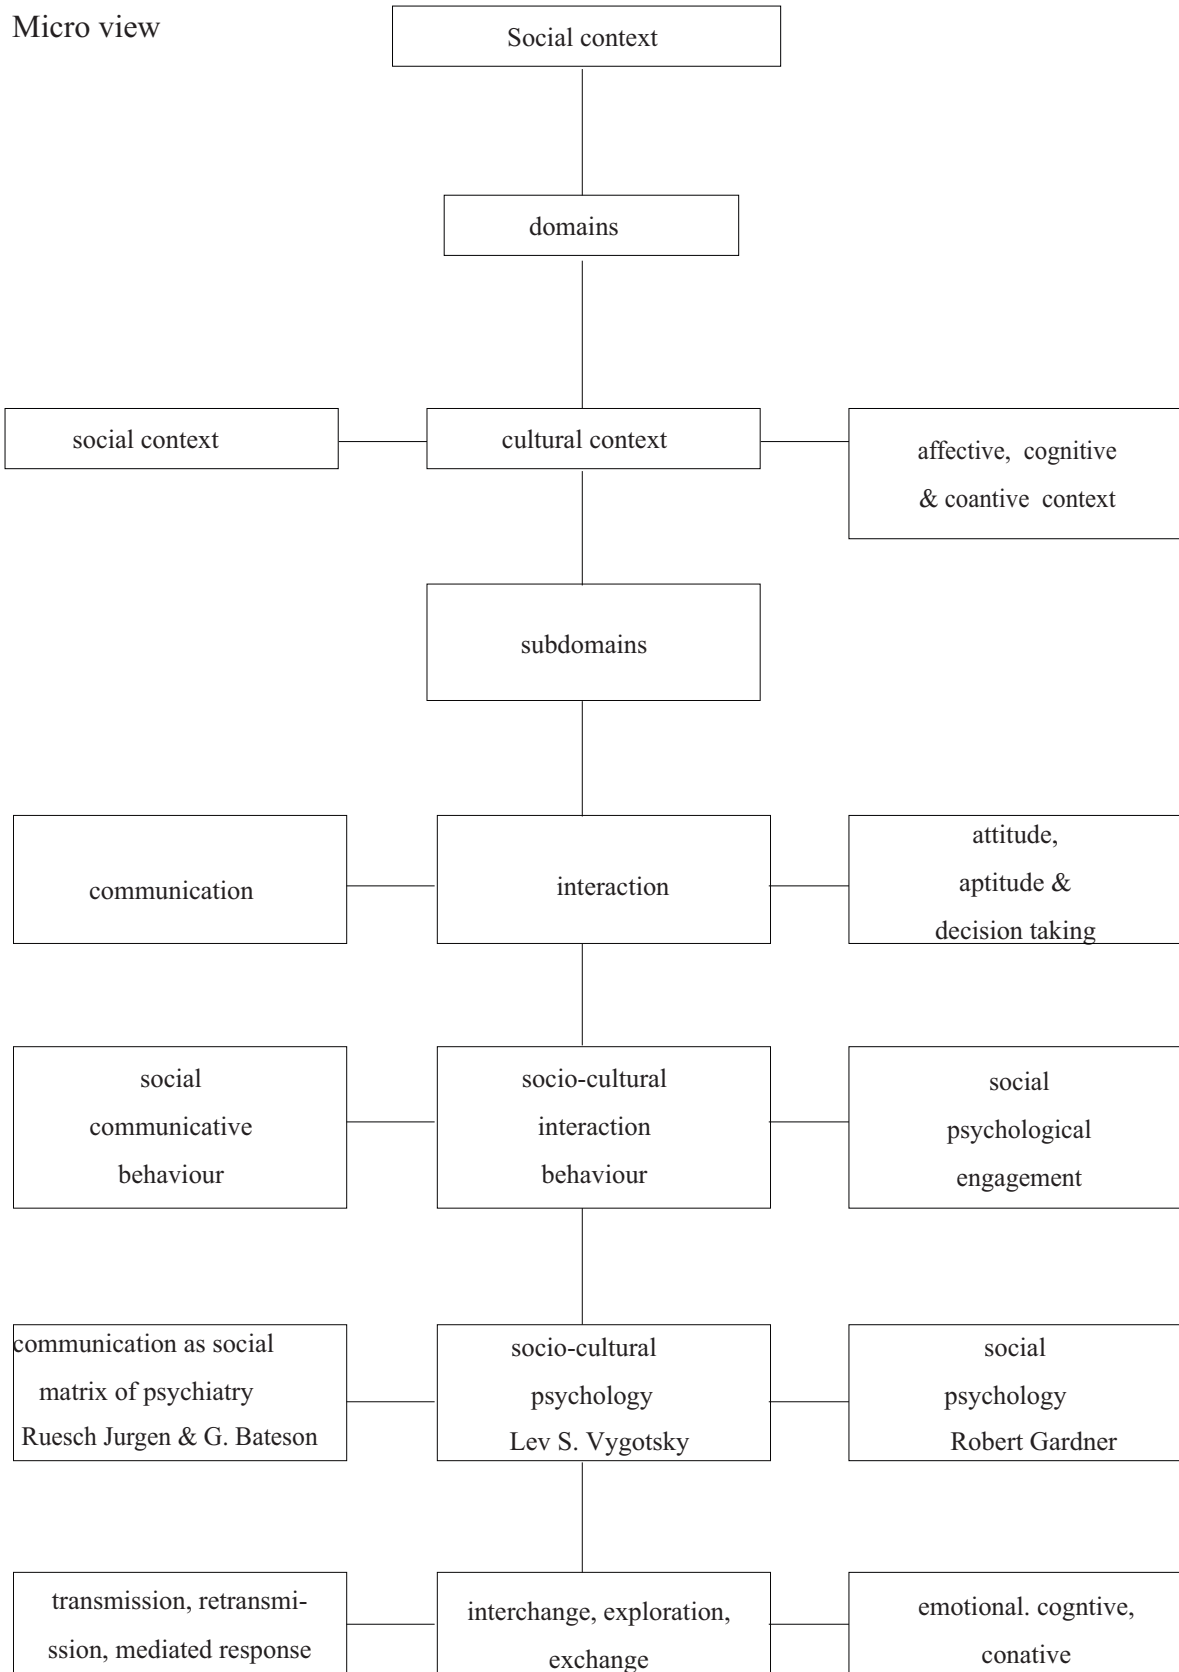 Micro view
Social context
domains
social context
cultural context
affective, cognitive
& coantive context
subdomains
communication
interaction
attitude,
aptitude &
decision taking
social
communicative
behaviour
socio-cultural
interaction
behaviour
social
psychological
engagement
communication as social
matrix of psychiatry
Ruesch Jurgen & G. Bateson
socio-cultural
psychology
Lev S. Vygotsky
social
psychology
Robert Gardner
transmission, retransmi-
ssion, mediated response
interchange, exploration,
exchange
emotional. cogntive,
conative